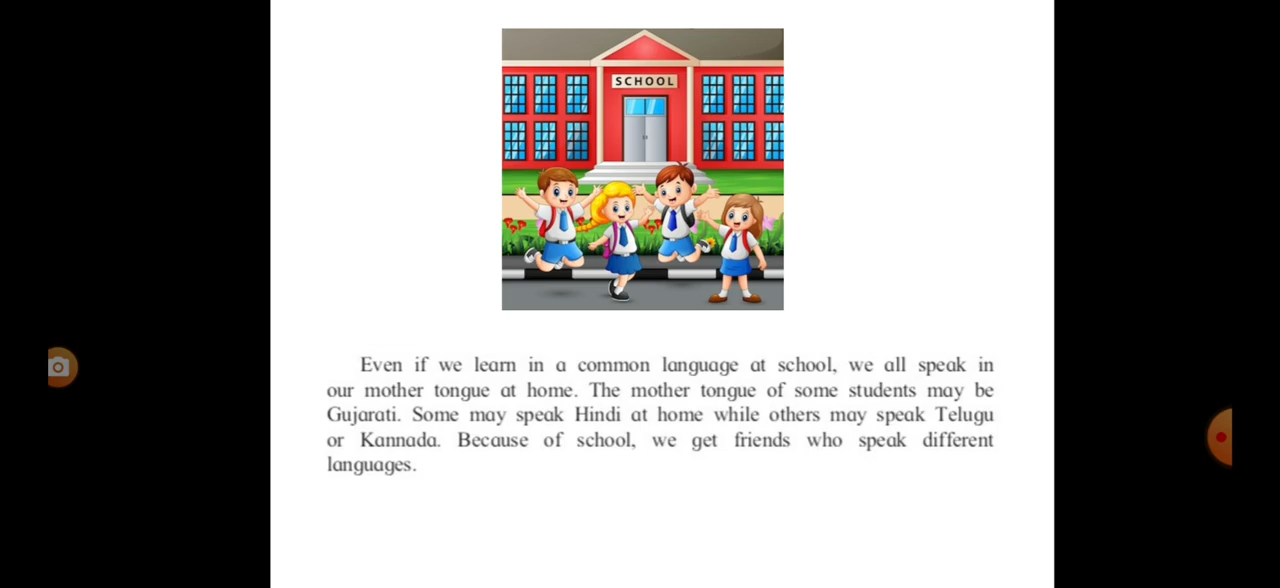 SCHOOL
Even if we learn in a common language at school, we all speak in
our mother tongue at home. The mother tongue of some students may be
Gujarati. Some may speak Hindi at home while others may speak Telugu
or Kannada. Because of school, we get friends who speak different
languages.